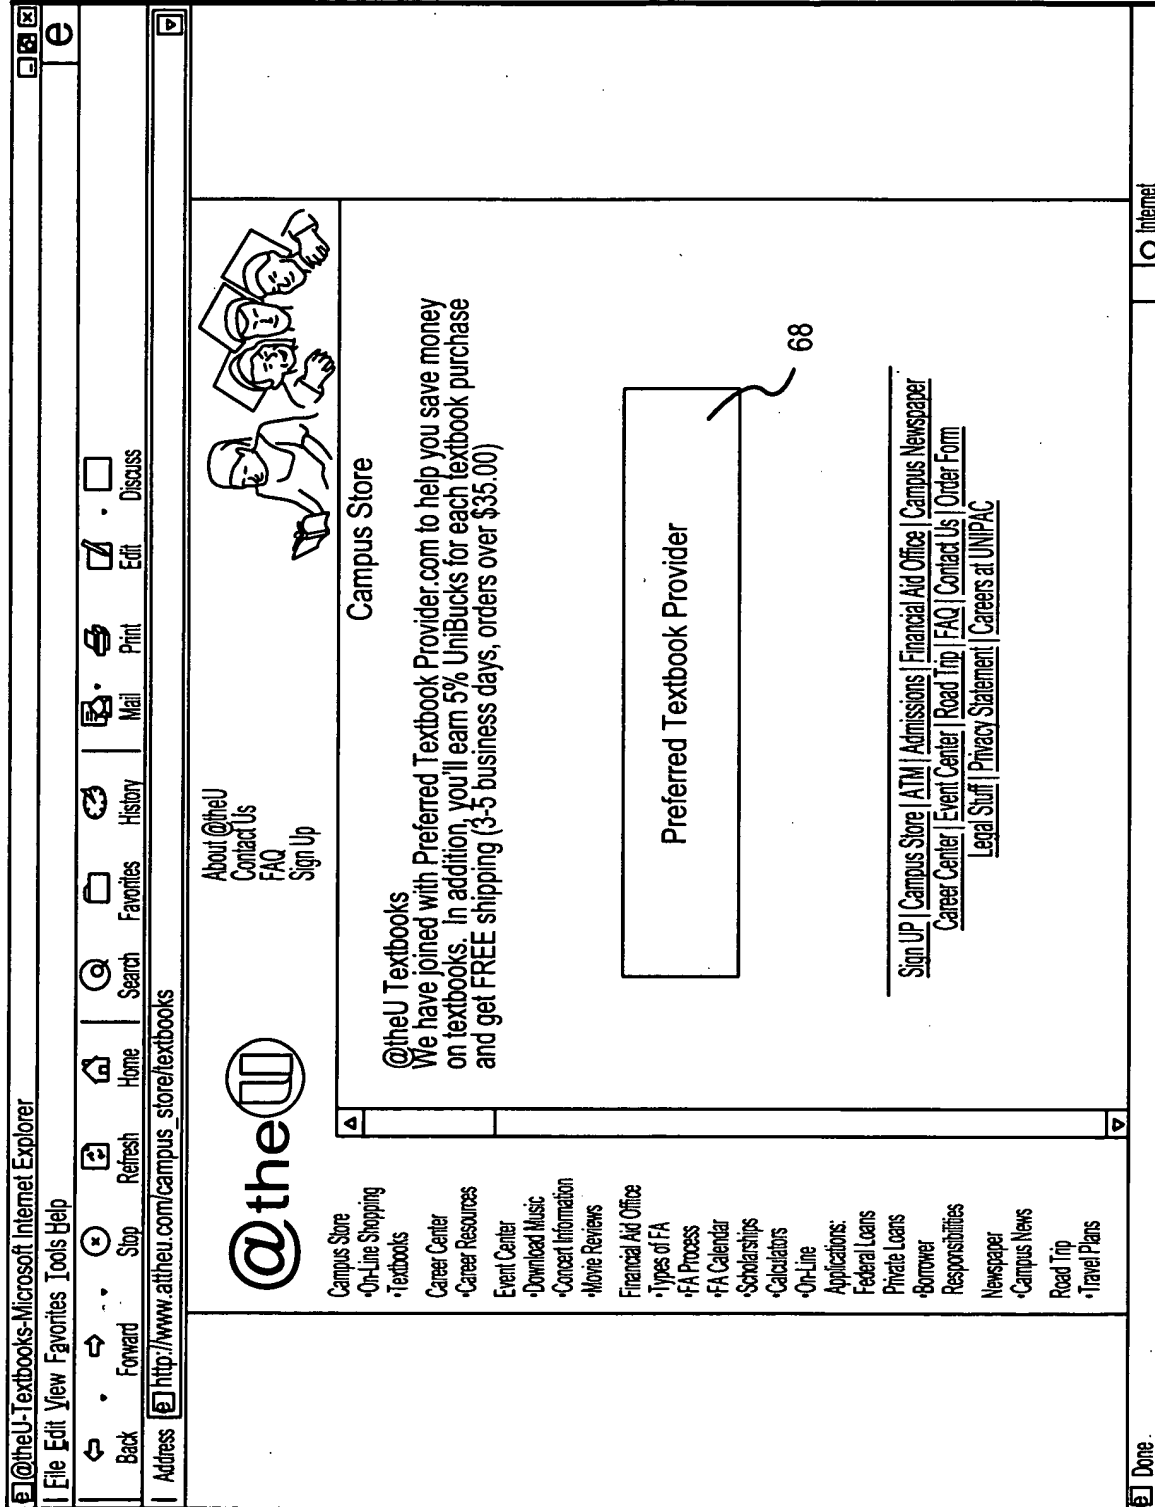 @theU-Textbooks-Microsoft Internet Explorer
File Edit View Favorites Tools Help
Back Forward Stop Refresh Home Search Favorites History Mail Print Edit Discuss
Address http://www.attheu.com/campus_store/textbooks
@theU
About @theU
Contact Us
FAQ
Sign Up
Campus Store
•On-Line Shopping
•Textbooks
Career Center
•Career Resources
Event Center
•Download Music
•Concert Information
•Movie Reviews
Financial Aid Office
•Types of FA
•FA Process
•FA Calendar
•Scholarships
•Calculators
•On-Line
Applications:
Federal Loans
Private Loans
•Borrower
Responsibilities
Newspaper
•Campus News
Road Trip
•Travel Plans
Campus Store
@theU Textbooks
We have joined with Preferred Textbook Provider.com to help you save money
on textbooks. In addition, you'll earn 5% UniBucks for each textbook purchase
and get FREE shipping (3-5 business days, orders over $35.00)
Preferred Textbook Provider
68
Sign UP | Campus Store | ATM | Admissions | Financial Aid Office | Campus Newspaper
Career Center | Event Center | Road Trip | FAQ | Contact Us | Order Form
Legal Stuff | Privacy Statement | Careers at UNIPAC
Done
Internet